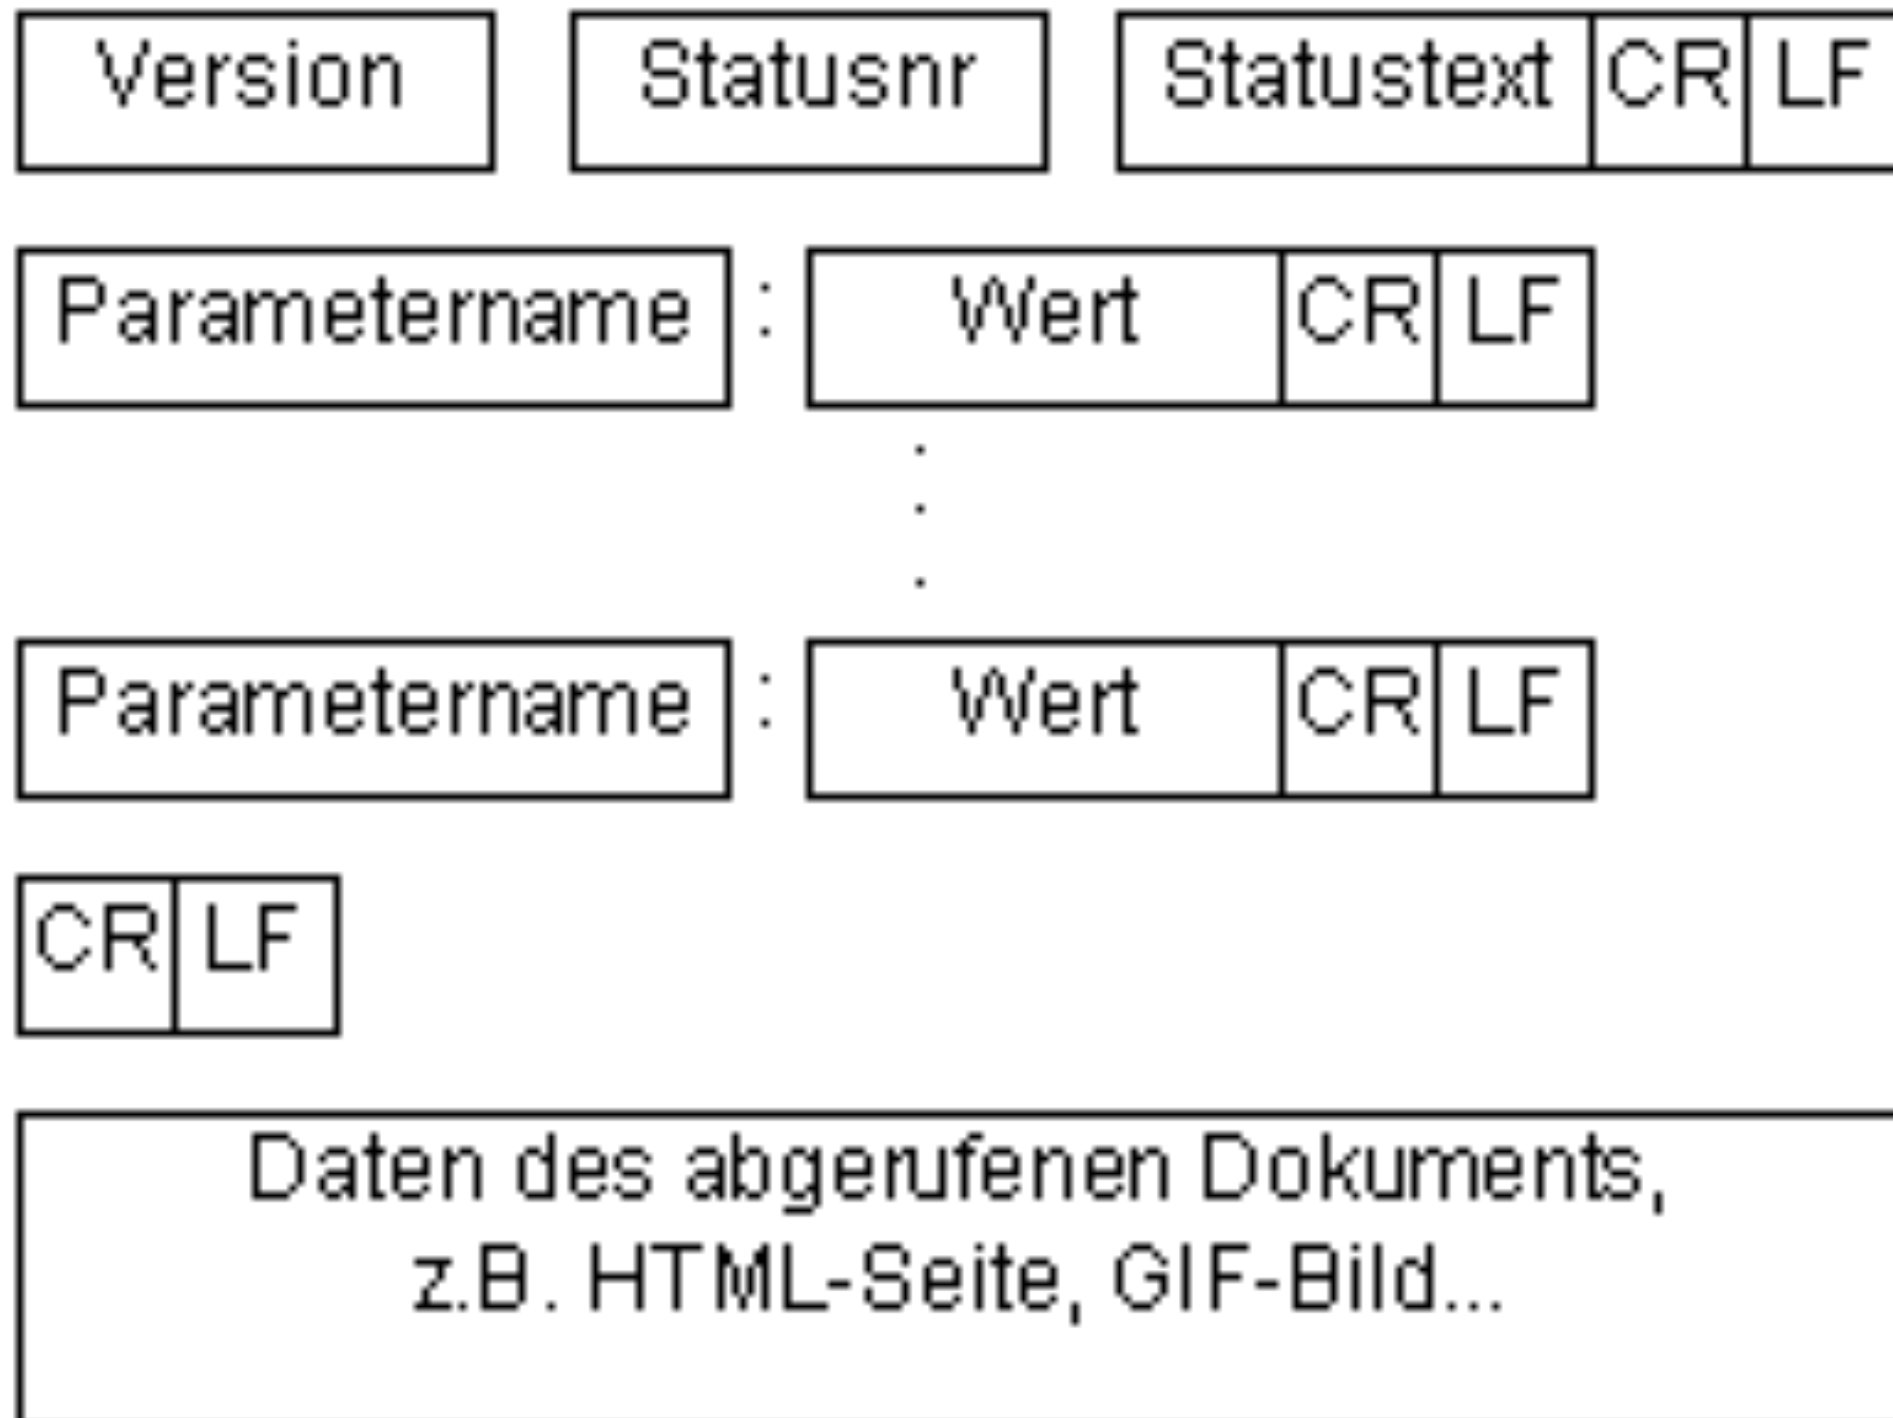 Version Statusnr Statustext CR LF
Parametername : Wert CR LF
.
.
.
Parametername : Wert CR LF
CR LF
Daten des abgerufenen Dokuments,
z.B. HTML-Seite, GIF-Bild...